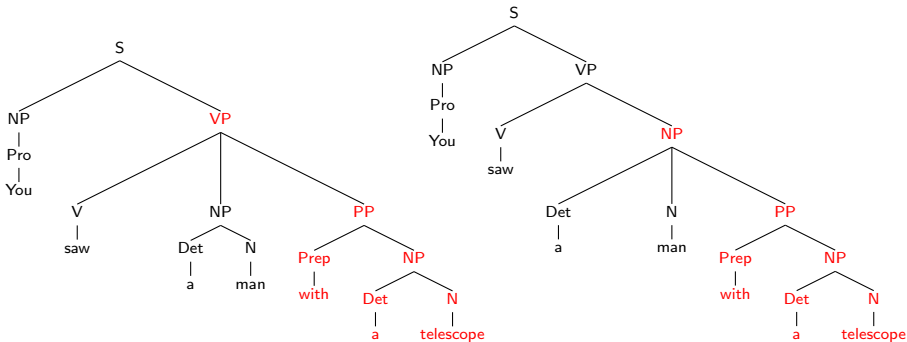 S
NP VP
Pro
You
V NP PP
saw Det N Prep NP
a man with Det N
a telescope
S
NP VP
Pro
You V NP
saw
Det N PP
a man Prep NP
with Det N
a telescope